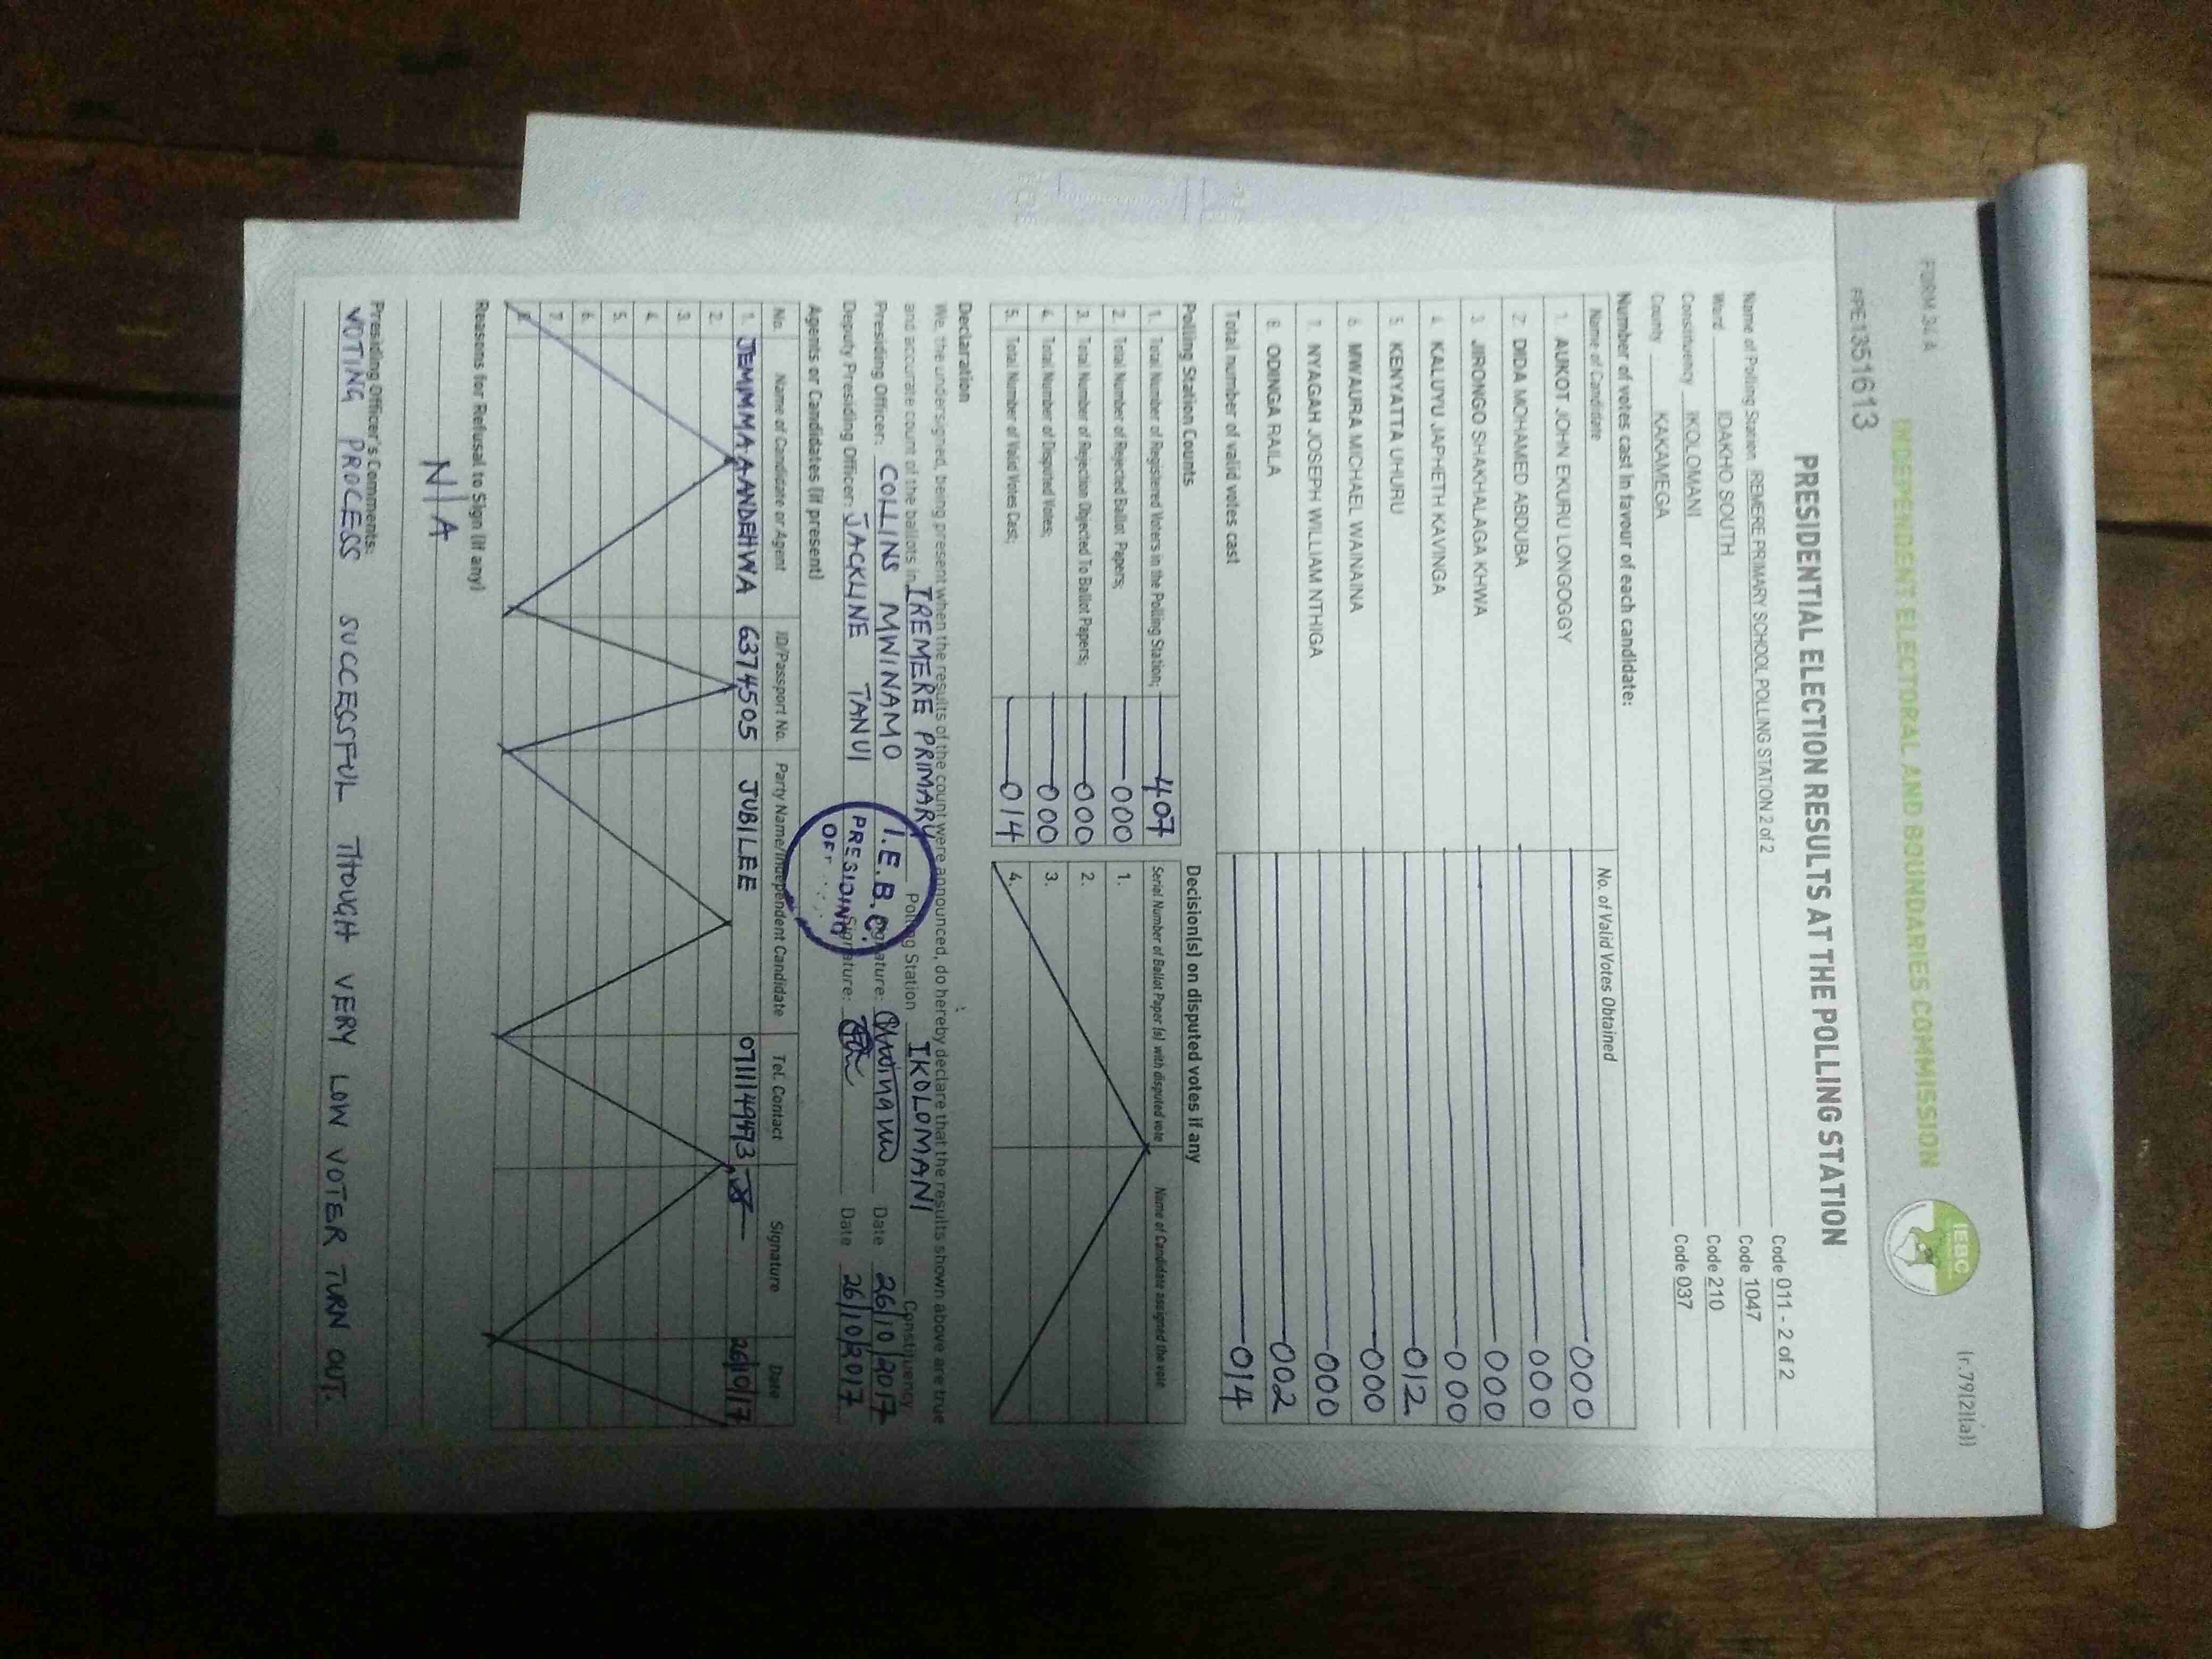 FORM 34A
(r.79(2)(a))
INDEPENDENT ELECTORAL AND BOUNDARIES COMMISSION
IEBC
PPE1351613
PRESIDENTIAL ELECTION RESULTS AT THE POLLING STATION
Name of Polling Station IREMERE PRIMARY SCHOOL POLLING STATION 2 of 2 Code 011 - 2 of 2
Ward IDAKHO SOUTH Code 1047
Constituency IKOLOMANI Code 210
County KAKAMEGA Code 037
Number of votes cast in favour of each candidate:
Name of Candidate No. of Valid Votes Obtained
1. AUKOT JOHN EKURU LONGOGGY 000
2. DIDA MOHAMED ABDUBA 000
3. JIRONGO SHAKHALAGA KHWA 000
4. KALUYU JAPHETH KAVINGA 000
5. KENYATTA UHURU 012
6. MWAURA MICHAEL WAINAINA 000
7. NYAGAH JOSEPH WILLIAM NTHIGA 000
8. ODINGA RAILA 002
Total number of valid votes cast 014
Polling Station Counts
1. Total Number of Registered Voters in the Polling Station; 407
2. Total Number of Rejected Ballot Papers; 000
3. Total Number of Rejection Objected To Ballot Papers; 000
4. Total Number of Disputed Votes; 000
5. Total Number of Valid Votes Cast; 014
Decision(s) on disputed votes if any
Serial Number of Ballot Paper (s) with disputed vote Name of Candidate assigned the vote
1.
2.
3.
4.
Declaration
We, the undersigned, being present when the results of the count were announced, do hereby declare that the results shown above are true
and accurate count of the ballots in IREMERE PRIMARY Polling Station IKOLOMANI Constituency
Presiding Officer: COLLINS MWINAMO Signature: Date 26/10/2017
Deputy Presiding Officer: JACKLINE TANUI Signature: Date 26/10/2017
I.E.B.C.
PRESIDING
Agents or Candidates (if present)
No. Name of Candidate or Agent ID/Passport No. Party Name/Independent Candidate Tel. Contact Signature Date
1. JEMIMMA AANDEHWA 6374505 JUBILEE 0711149473 26/10/17
2.
3.
4.
5.
6.
7.
8.
Reasons for Refusal to Sign (if any)
N/A
Presiding Officer's Comments:
VOTING PROCESS SUCCESSFUL THOUGH VERY LOW VOTER TURN OUT.